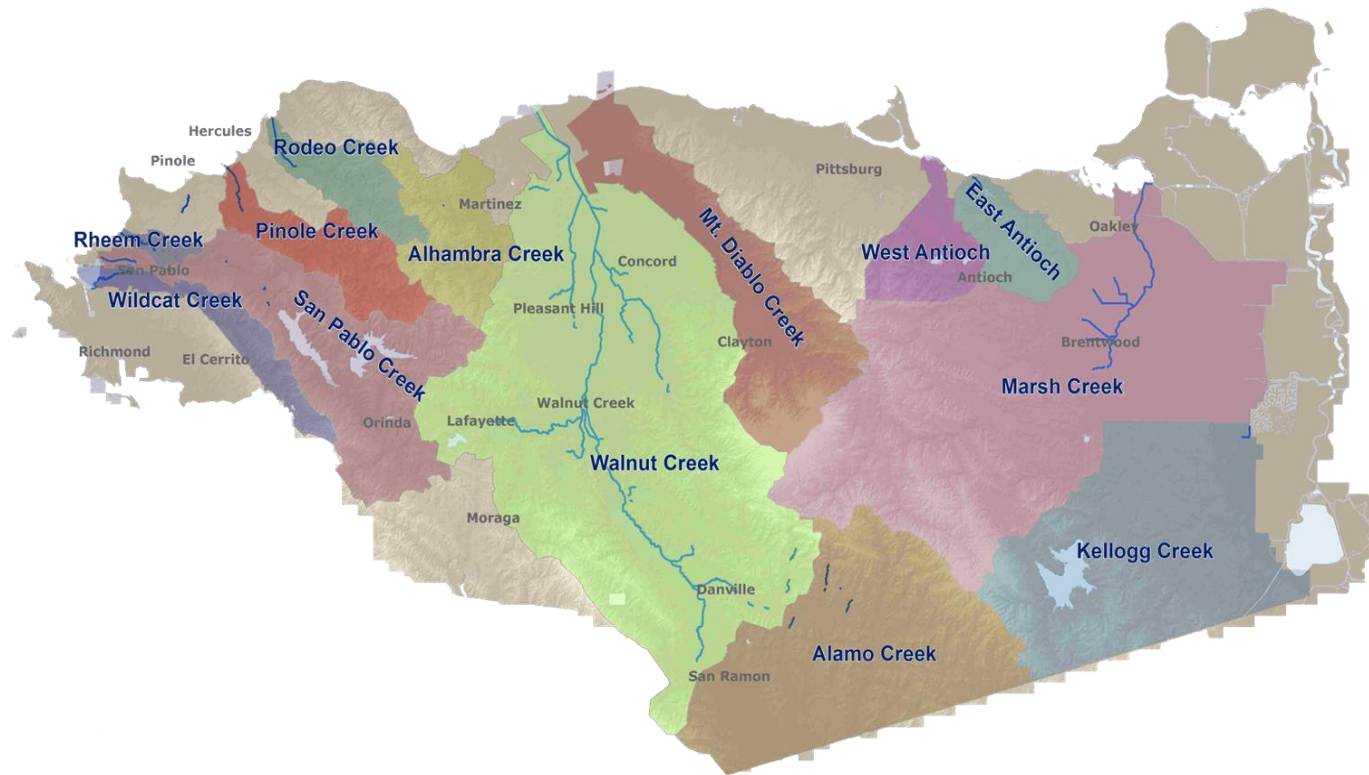 Hercules
Rodeo Creek
Pinole
Pittsburg
Martinez
East Antioch
Pinole Creek
Mt. Diablo Creek
Oakley
Rheem Creek
Alhambra Creek
West Antioch
San Pablo
Concord
Antioch
Wildcat Creek
San Pablo Creek
Pleasant Hill
Richmond
El Cerrito
Clayton
Brentwood
Marsh Creek
Walnut Creek
Orinda
Lafayette
Walnut Creek
Moraga
Kellogg Creek
Danville
Alamo Creek
San Ramon